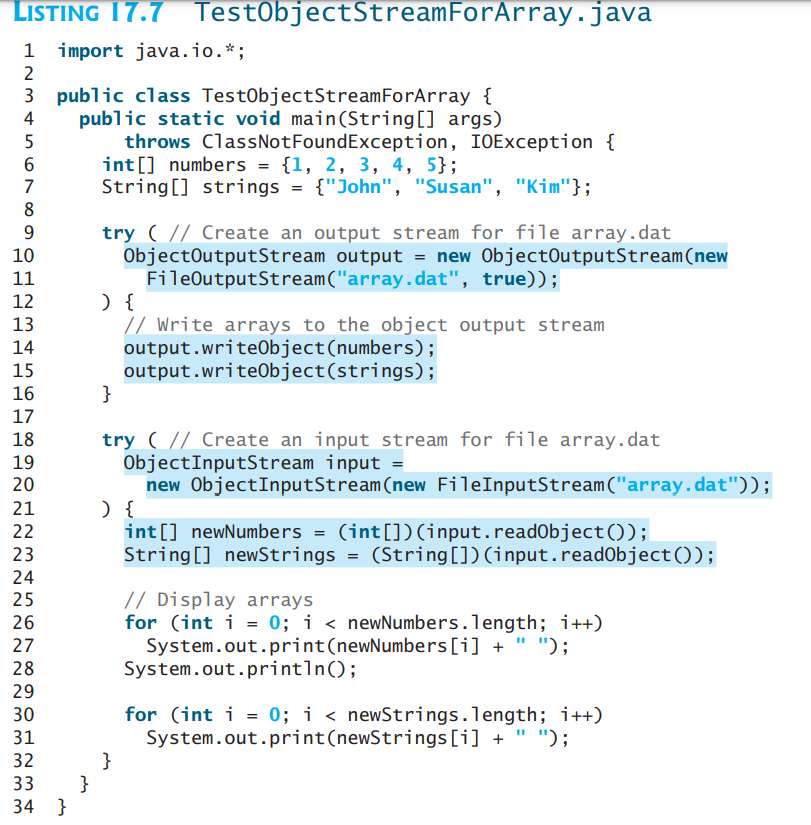 LISTING 17.7 TestObjectStreamForArray.java
1 import java.io.*;
2
3 public class TestObjectStreamForArray {
4 public static void main(String[] args)
5 throws ClassNotFoundException, IOException {
6 int[] numbers = {1, 2, 3, 4, 5};
7 String[] strings = {"John", "Susan", "Kim"};
8
9 try ( // Create an output stream for file array.dat
10 ObjectOutputStream output = new ObjectOutputStream(new
11 FileOutputStream("array.dat", true));
12 ) {
13 // Write arrays to the object output stream
14 output.writeObject(numbers);
15 output.writeObject(strings);
16 }
17
18 try ( // Create an input stream for file array.dat
19 ObjectInputStream input =
20 new ObjectInputStream(new FileInputStream("array.dat"));
21 ) {
22 int[] newNumbers = (int[])(input.readObject());
23 String[] newStrings = (String[])(input.readObject());
24
25 // Display arrays
26 for (int i = 0; i < newNumbers.length; i++)
27 System.out.print(newNumbers[i] + " ");
28 System.out.println();
29
30 for (int i = 0; i < newStrings.length; i++)
31 System.out.print(newStrings[i] + " ");
32 }
33 }
34 }